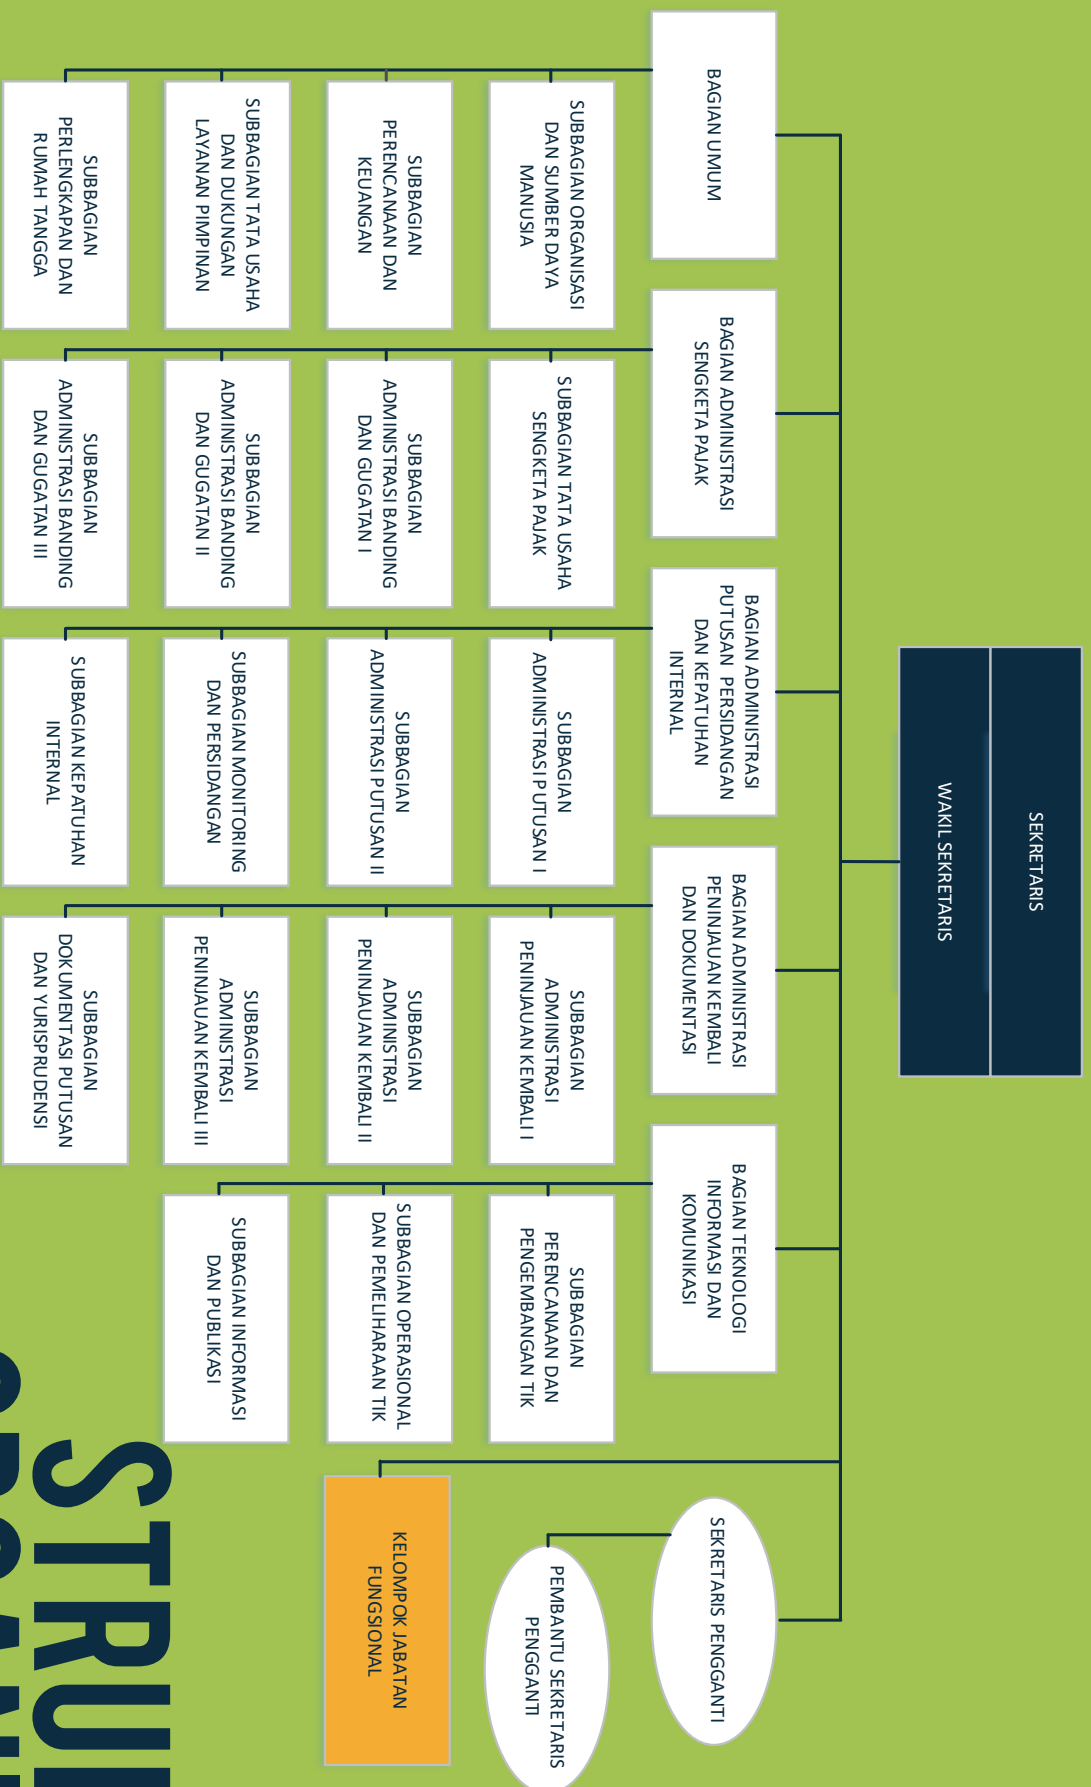 SEKRETARIS
WAKIL SEKRETARIS
BAGIAN UMUM
BAGIAN ADMINISTRASI
SENGKETA PAJAK
BAGIAN ADMINISTRASI
PUTUSAN PERSIDANGAN
DAN KEPATUHAN
INTERNAL
BAGIAN ADMINISTRASI
PENINJAUAN KEMBALI
DAN DOKUMENTASI
BAGIAN TEKNOLOGI
INFORMASI DAN
KOMUNIKASI
SEKRETARIS PENGGANTI
SUBBAGIAN ORGANISASI
DAN SUMBER DAYA
MANUSIA
SUBBAGIAN TATA USAHA
SENGKETA PAJAK
SUBBAGIAN
ADMINISTRASI PUTUSAN I
SUBBAGIAN
ADMINISTRASI
PENINJAUAN KEMBALI I
SUBBAGIAN
PERENCANAAN DAN
PENGEMBANGAN TIK
PEMBANTU SEKRETARIS
PENGGANTI
SUBBAGIAN
PERENCANAAN DAN
KEUANGAN
SUBBAGIAN
ADMINISTRASI BANDING
DAN GUGATAN I
SUBBAGIAN
ADMINISTRASI PUTUSAN II
SUBBAGIAN
ADMINISTRASI
PENINJAUAN KEMBALI II
SUBBAGIAN OPERASIONAL
DAN PEMELIHARAAN TIK
KELOMPOK JABATAN
FUNGSIONAL
SUBBAGIAN TATA USAHA
DAN DUKUNGAN
LAYANAN PIMPINAN
SUBBAGIAN
ADMINISTRASI BANDING
DAN GUGATAN II
SUBBAGIAN MONITORING
DAN PERSIDANGAN
SUBBAGIAN
ADMINISTRASI
PENINJAUAN KEMBALI III
SUBBAGIAN INFORMASI
DAN PUBLIKASI
SUBBAGIAN
PERLENGKAPAN DAN
RUMAH TANGGA
SUBBAGIAN
ADMINISTRASI BANDING
DAN GUGATAN III
SUBBAGIAN KEPATUHAN
INTERNAL
SUBBAGIAN
DOKUMENTASI PUTUSAN
DAN YURISPRUDENSI
STRU